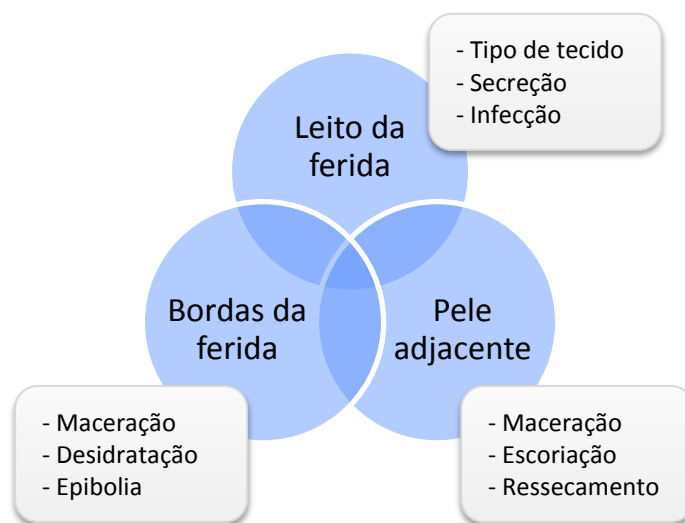 - Tipo de tecido
- Secreção
- Infecção
Leito da
ferida
Bordas da
ferida
Pele
adjacente
- Maceração
- Desidratação
- Epibolia
- Maceração
- Escoriação
- Ressecamento